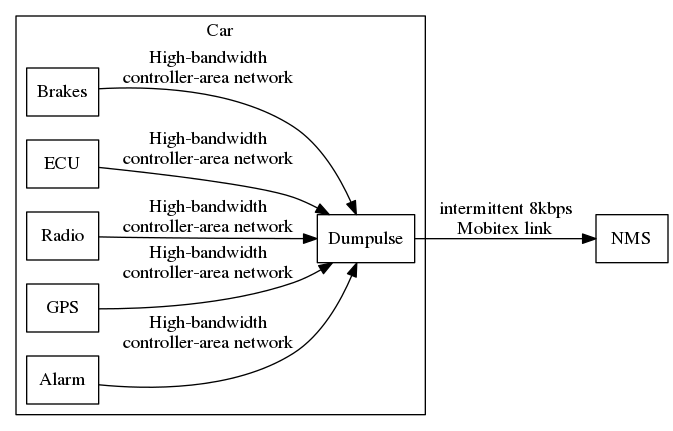 Car
High-bandwidth
controller-area network
Brakes
High-bandwidth
controller-area network
ECU
High-bandwidth
controller-area network
Radio
High-bandwidth
controller-area network
GPS
High-bandwidth
controller-area network
Alarm
Dumpulse
intermittent 8kbps
Mobitex link
NMS